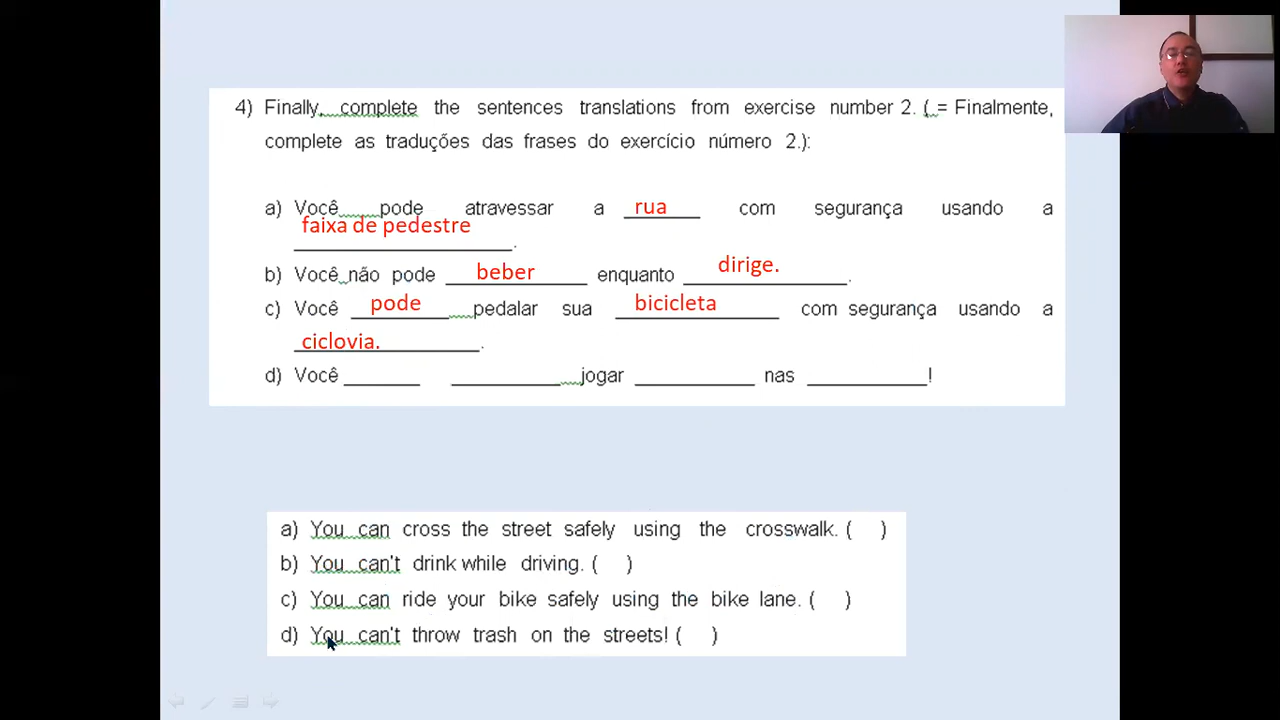 4) Finally, complete the sentences translations from exercise number 2. ( = Finalmente,
complete as traduções das frases do exercício número 2.):
a) Você pode atravessar a rua com segurança usando a
faixa de pedestre.
b) Você não pode beber enquanto dirige. .
c) Você pode pedalar sua bicicleta com segurança usando a
ciclovia. .
d) Você ______ ______ jogar ______ nas ______!
a) You can cross the street safely using the crosswalk. ( )
b) You can't drink while driving. ( )
c) You can ride your bike safely using the bike lane. ( )
d) You can't throw trash on the streets! ( )